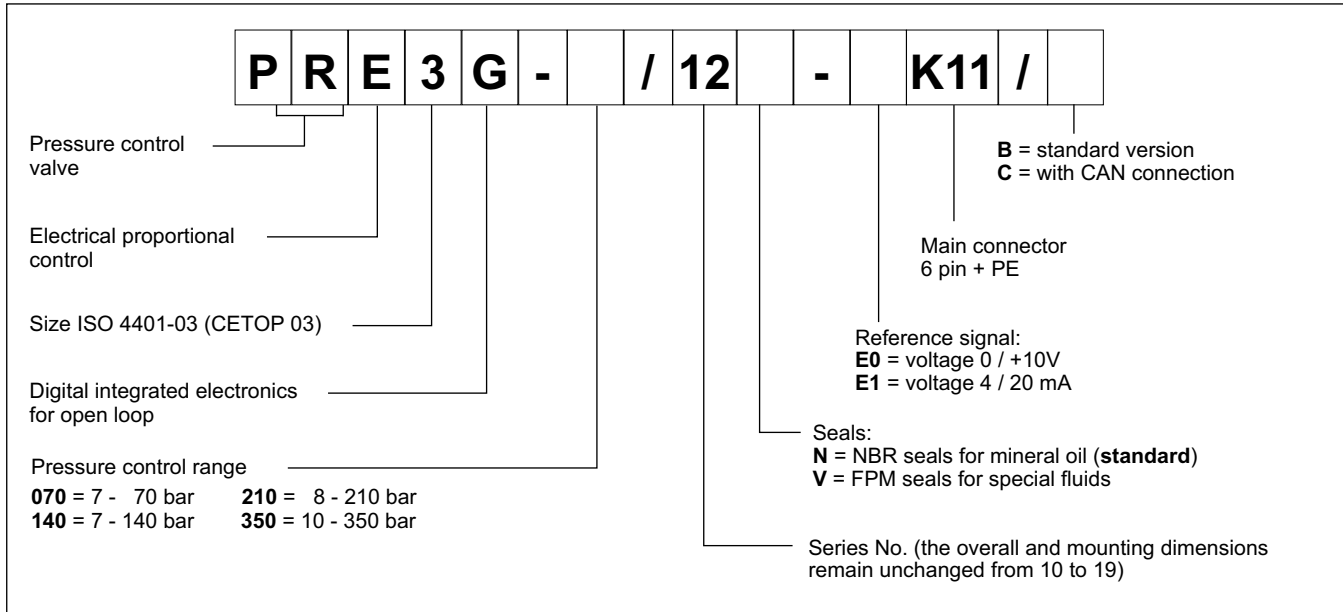 PRE3G- /12 - K11/
Pressure control
valve
B = standard version
C = with CAN connection
Electrical proportional
control
Main connector
6 pin + PE
Size ISO 4401-03 (CETOP 03)
Reference signal:
E0 = voltage 0 / +10V
E1 = voltage 4 / 20 mA
Digital integrated electronics
for open loop
Seals:
N = NBR seals for mineral oil (standard)
V = FPM seals for special fluids
Pressure control range
070 = 7 - 70 bar 210 = 8 - 210 bar
140 = 7 - 140 bar 350 = 10 - 350 bar
Series No. (the overall and mounting dimensions
remain unchanged from 10 to 19)